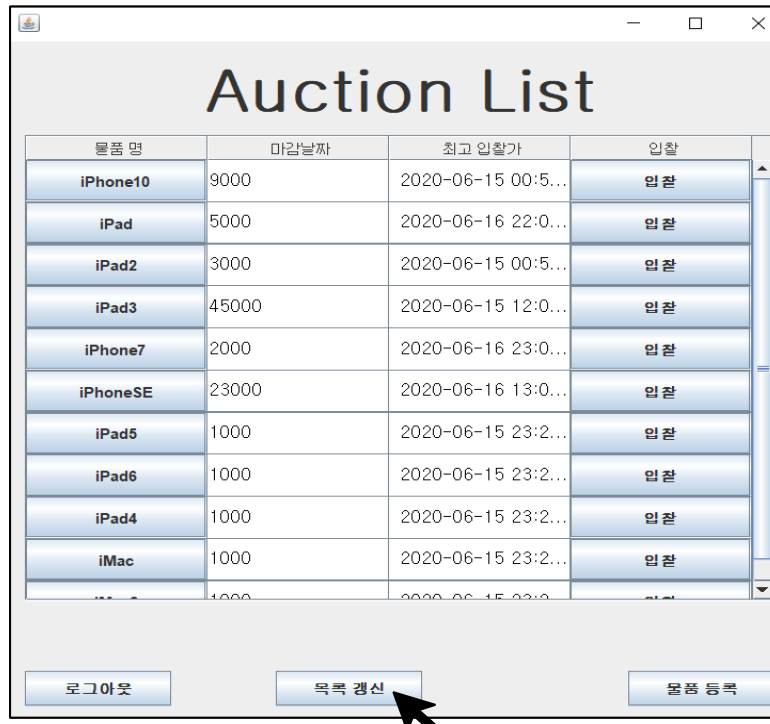 Auction List
물품 명 마감날짜 최고 입찰가 입찰
iPhone10 9000 2020-06-15 00:5... 입찰
iPad 5000 2020-06-16 22:0... 입찰
iPad2 3000 2020-06-15 00:5... 입찰
iPad3 45000 2020-06-15 12:0... 입찰
iPhone7 2000 2020-06-16 23:0... 입찰
iPhoneSE 23000 2020-06-16 13:0... 입찰
iPad5 1000 2020-06-15 23:2... 입찰
iPad6 1000 2020-06-15 23:2... 입찰
iPad4 1000 2020-06-15 23:2... 입찰
iMac 1000 2020-06-15 23:2... 입찰
로그아웃 목록 갱신 물품 등록